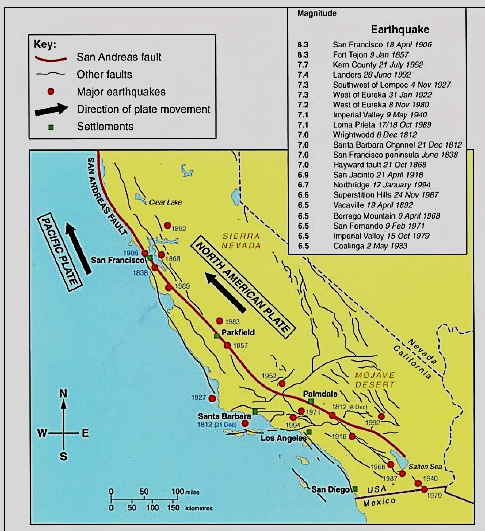 Magnitude
Earthquake
8.3 San Francisco 18 April 1906
8.3 Fort Tejon 9 Jan 1857
7.7 Kern County 21 July 1952
7.4 Landers 28 June 1992
7.3 Southwest of Lompoc 4 Nov 1927
7.3 West of Eureka 31 Jan 1922
7.2 West of Eureka 8 Nov 1980
7.1 Imperial Valley 9 May 1940
7.1 Loma Prieta 17/18 Oct 1989
7.0 Wrightwood 8 Dec 1812
7.0 Santa Barbara Channel 21 Dec 1812
7.0 San Francisco peninsula June 1838
7.0 Hayward fault 21 Oct 1868
6.9 San Jacinto 21 April 1918
6.7 Northridge 17 January 1994
6.6 Superstition Hills 24 Nov 1987
6.5 Vacaville 19 April 1892
6.5 Borrego Mountain 9 April 1968
6.5 San Fernando 9 Feb 1971
6.5 Imperial Valley 15 Oct 1979
6.5 Coalinga 2 May 1983
Key:
San Andreas fault
Other faults
Major earthquakes
Direction of plate movement
Settlements
SAN ANDREAS FAULT
Clear Lake
1892
PACIFIC PLATE
SIERRA
NEVADA
1906
1868
San Francisco
1838
NORTH AMERICAN PLATE
1989
1983
Parkfield
1857
Nevada
California
1952
MOJAVE
DESERT
N
W E
S
1927
Palmdale
Santa Barbara
1971
1812 (8 Dec)
1812 (21 Dec)
1994
1992
Los Angeles
1918
Salton Sea
1968
1987
1940
0 50 100 miles
0 50 100 150 kilometres
San Diego
USA
Mexico
1979